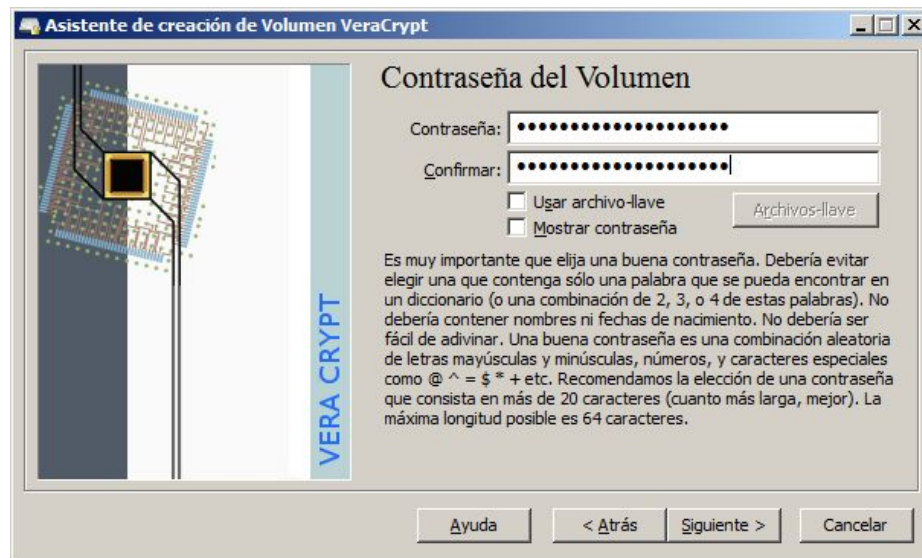 Asistente de creación de Volumen VeraCrypt
Contraseña del Volumen
Contraseña: ••••••••••••••••••••
Confirmar: ••••••••••••••••••••
Usar archivo-llave
Mostrar contraseña
Archivos-llave
Es muy importante que elija una buena contraseña. Debería evitar
elegir una que contenga sólo una palabra que se pueda encontrar en
un diccionario (o una combinación de 2, 3, o 4 de estas palabras). No
debería contener nombres ni fechas de nacimiento. No debería ser
fácil de adivinar. Una buena contraseña es una combinación aleatoria
de letras mayúsculas y minúsculas, números, y caracteres especiales
como @ ^ = $ * + etc. Recomendamos la elección de una contraseña
que consista en más de 20 caracteres (cuanto más larga, mejor). La
máxima longitud posible es 64 caracteres.
VERA CRYPT
Ayuda
< Atrás
Siguiente >
Cancelar